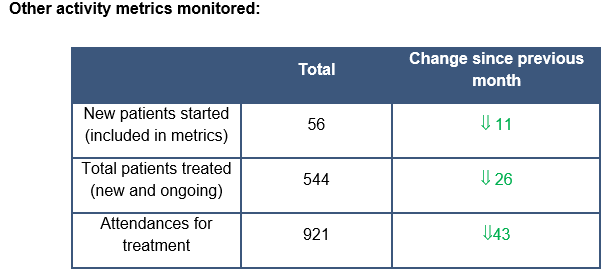 Other activity metrics monitored:
Total
Change since previous
month
New patients started
(included in metrics)
56
⇓ 11
Total patients treated
(new and ongoing)
544
⇓ 26
Attendances for
treatment
921
⇓43